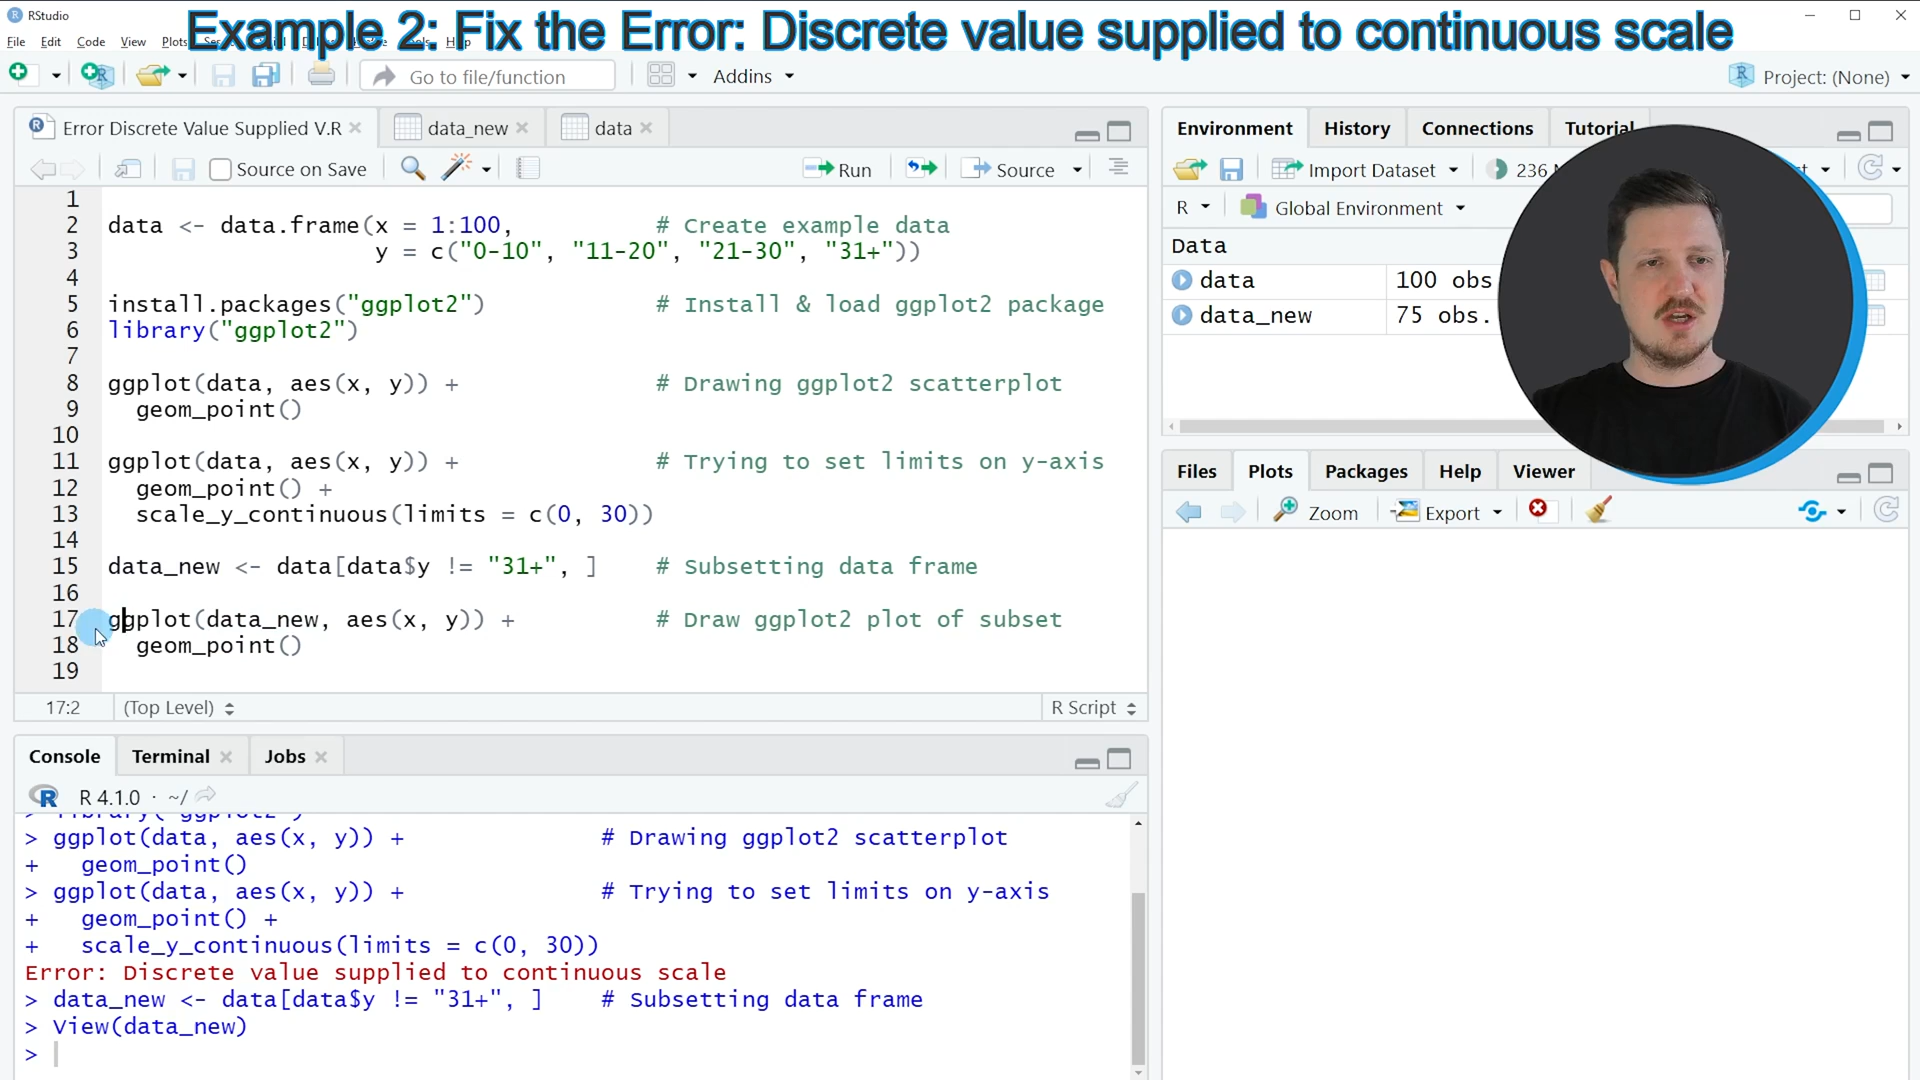 RStudio
Example 2: Fix the Error: Discrete value supplied to continuous scale
File Edit Code View Plots
Go to file/function
Addins
Project: (None)
Error Discrete Value Supplied V.R
data_new
data
Source on Save
Run
Source
1
2 data <- data.frame(x = 1:100,             # Create example data
3 y = c("0-10", "11-20", "21-30", "31+"))
4
5 install.packages("ggplot2")             # Install & load ggplot2 package
6 library("ggplot2")
7
8 ggplot(data, aes(x, y)) +             # Drawing ggplot2 scatterplot
9 geom_point()
10
11 ggplot(data, aes(x, y)) +             # Trying to set limits on y-axis
12 geom_point() +
13 scale_y_continuous(limits = c(0, 30))
14
15 data_new <- data[data$y != "31+", ]     # Subsetting data frame
16
17 ggplot(data_new, aes(x, y)) +           # Draw ggplot2 plot of subset
18 geom_point()
19
17:2 (Top Level) R Script
Console Terminal Jobs
R 4.1.0 · ~/
> library("ggplot2")
> ggplot(data, aes(x, y)) +             # Drawing ggplot2 scatterplot
+ geom_point()
> ggplot(data, aes(x, y)) +             # Trying to set limits on y-axis
+ geom_point() +
+ scale_y_continuous(limits = c(0, 30))
Error: Discrete value supplied to continuous scale
> data_new <- data[data$y != "31+", ]    # Subsetting data frame
> View(data_new)
>
Environment History Connections Tutorial
Import Dataset
236
R Global Environment
Data
data 100 obs
data_new 75 obs.
Files Plots Packages Help Viewer
Zoom Export